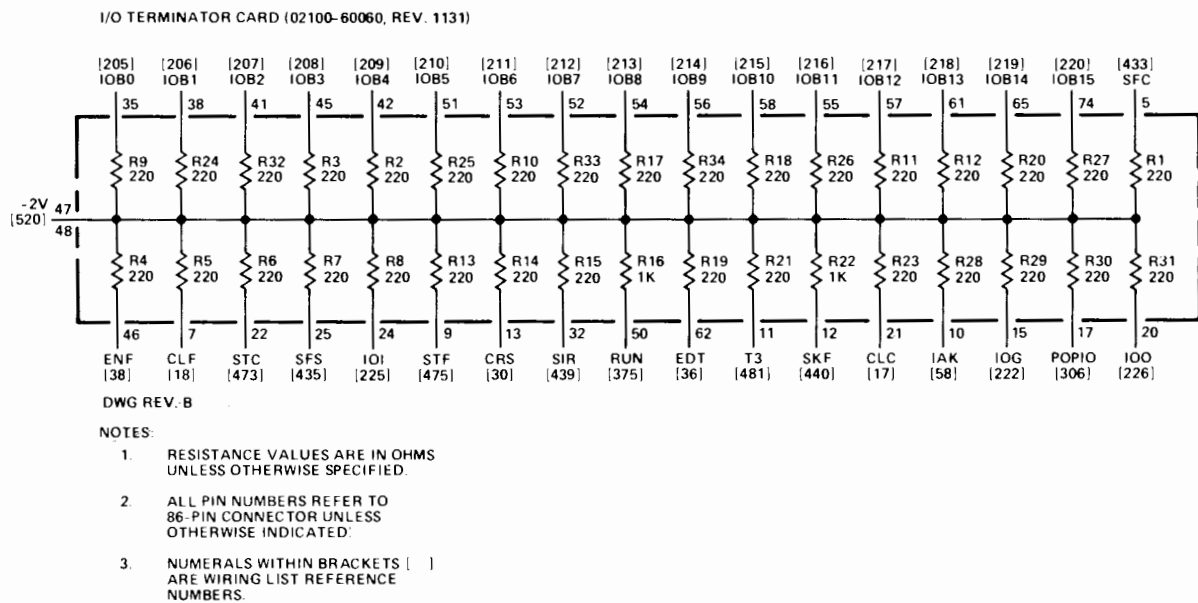 I/O TERMINATOR CARD (02100-60060, REV. 1131)
[205] [206] [207] [208] [209] [210] [211] [212] [213] [214] [215] [216] [217] [218] [219] [220] [433]
IOB0 IOB1 IOB2 IOB3 IOB4 IOB5 IOB6 IOB7 IOB8 IOB9 IOB10 IOB11 IOB12 IOB13 IOB14 IOB15 SFC
35 38 41 45 42 51 53 52 54 56 58 55 57 61 65 74 5
R9 R24 R32 R3 R2 R25 R10 R33 R17 R34 R18 R26 R11 R12 R20 R27 R1
220 220 220 220 220 220 220 220 220 220 220 220 220 220 220 220 220
-2V 47
[520] 48
R4 R5 R6 R7 R8 R13 R14 R15 R16 R19 R21 R22 R23 R28 R29 R30 R31
220 220 220 220 220 220 220 220 1K 220 220 1K 220 220 220 220 220
46 7 22 25 24 9 13 32 50 62 11 12 21 10 15 17 20
ENF CLF STC SFS IOI STF CRS SIR RUN EDT T3 SKF CLC IAK IOG POPIO IOO
[38] [18] [473] [435] [225] [475] [30] [439] [375] [36] [481] [440] [17] [58] [222] [306] [226]
DWG REV. B
NOTES:
1. RESISTANCE VALUES ARE IN OHMS
UNLESS OTHERWISE SPECIFIED.
2. ALL PIN NUMBERS REFER TO
86-PIN CONNECTOR UNLESS
OTHERWISE INDICATED.
3. NUMERALS WITHIN BRACKETS [ ]
ARE WIRING LIST REFERENCE
NUMBERS.